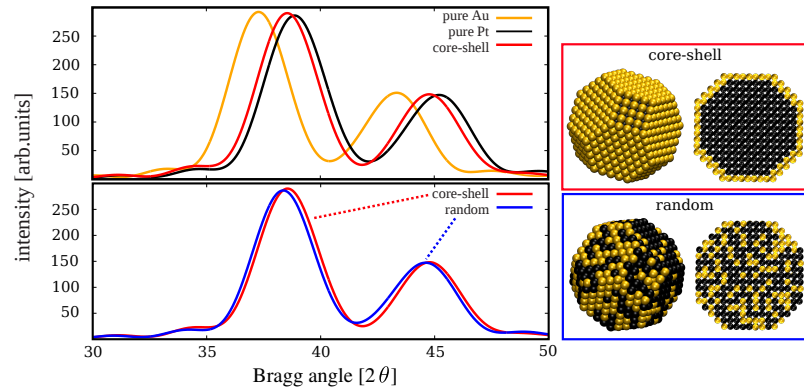 pure Au
pure Pt
core-shell
300
250
200
150
100
50
core-shell
random
250
200
150
100
50
30
35
40
45
50
Bragg angle [2 θ]
intensity [arb.units]
core-shell
random